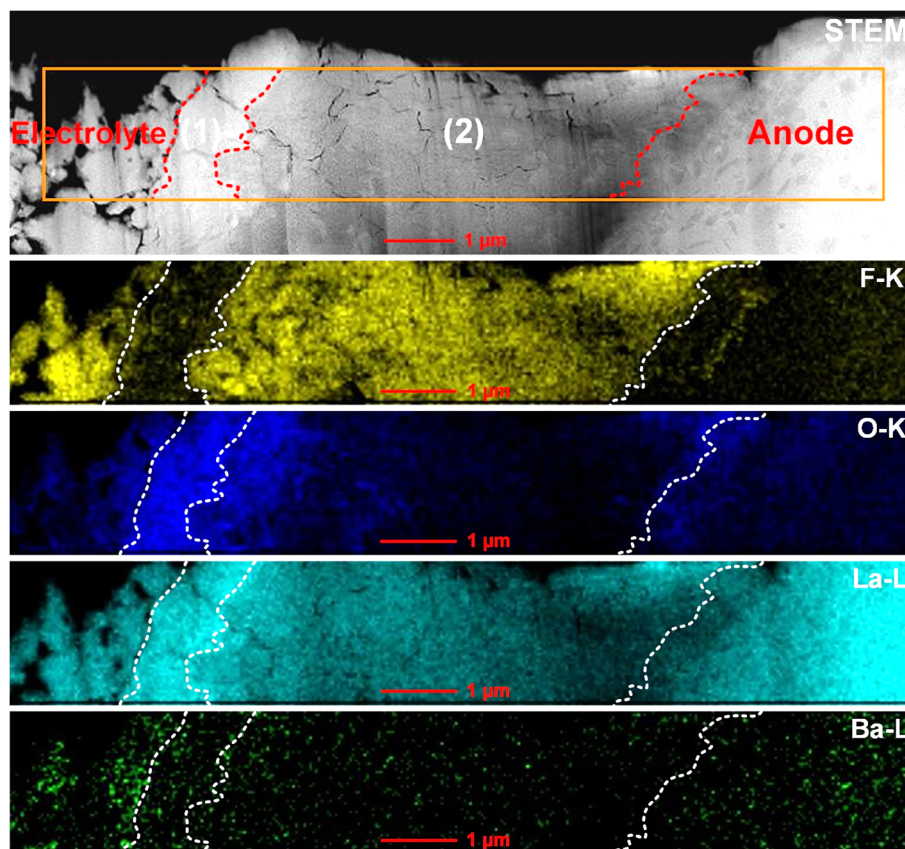 STEM
Electrolyte (1) (2) Anode
1 µm
F-K
1 µm
O-K
1 µm
La-L
1 µm
Ba-L
1 µm